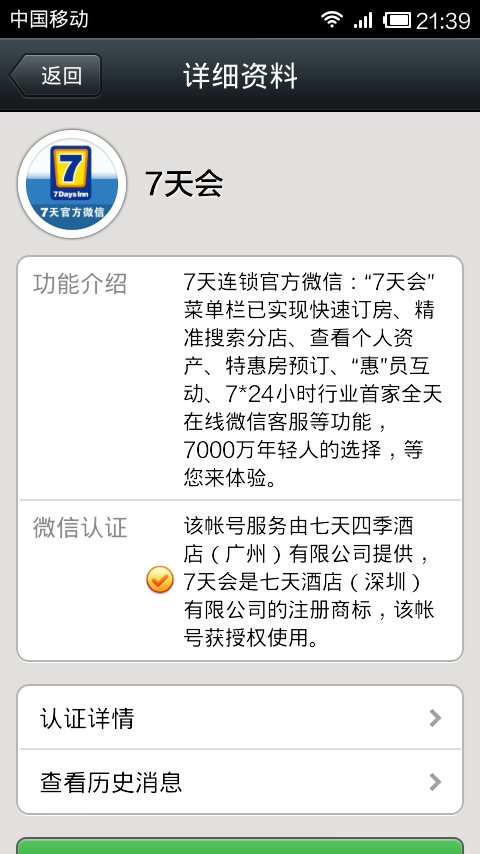 中国移动 21:39
返回 详细资料
7
7 Days Inn
7天官方微信
7天会
功能介绍 7天连锁官方微信：“7天会”
菜单栏已实现快速订房、精
准搜索分店、查看个人资
产、特惠房预订、“惠”员互
动、7*24小时行业首家全天
在线微信客服等功能，
7000万年轻人的选择，等
您来体验。
微信认证 该帐号服务由七天四季酒
店（广州）有限公司提供，
7天会是七天酒店（深圳）
有限公司的注册商标，该帐
号获授权使用。
认证详情
查看历史消息